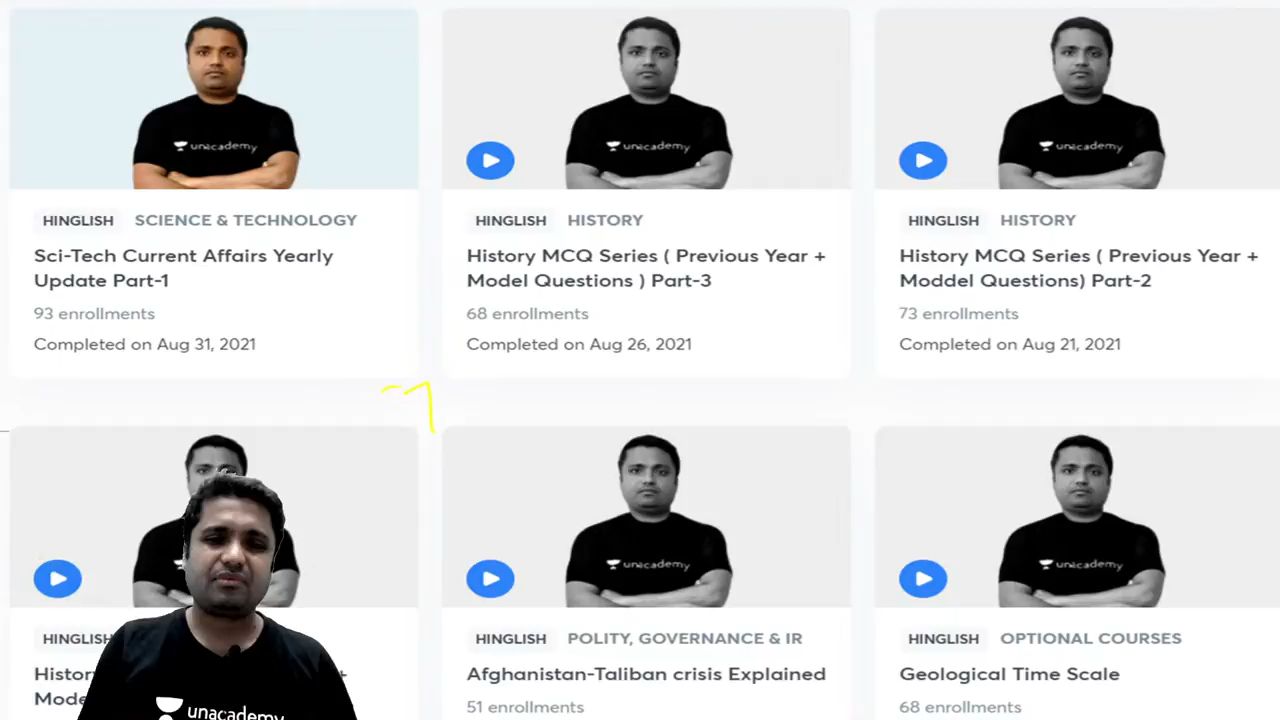 unacademy
HINGLISH SCIENCE & TECHNOLOGY
Sci-Tech Current Affairs Yearly
Update Part-1
93 enrollments
Completed on Aug 31, 2021
unacademy
HINGLISH HISTORY
History MCQ Series ( Previous Year +
Model Questions ) Part-3
68 enrollments
Completed on Aug 26, 2021
unacademy
HINGLISH HISTORY
History MCQ Series ( Previous Year +
Moddel Questions) Part-2
73 enrollments
Completed on Aug 21, 2021
HINGLISH
unacademy
unacademy
HINGLISH POLITY, GOVERNANCE & IR
Afghanistan-Taliban crisis Explained
51 enrollments
unacademy
HINGLISH OPTIONAL COURSES
Geological Time Scale
68 enrollments